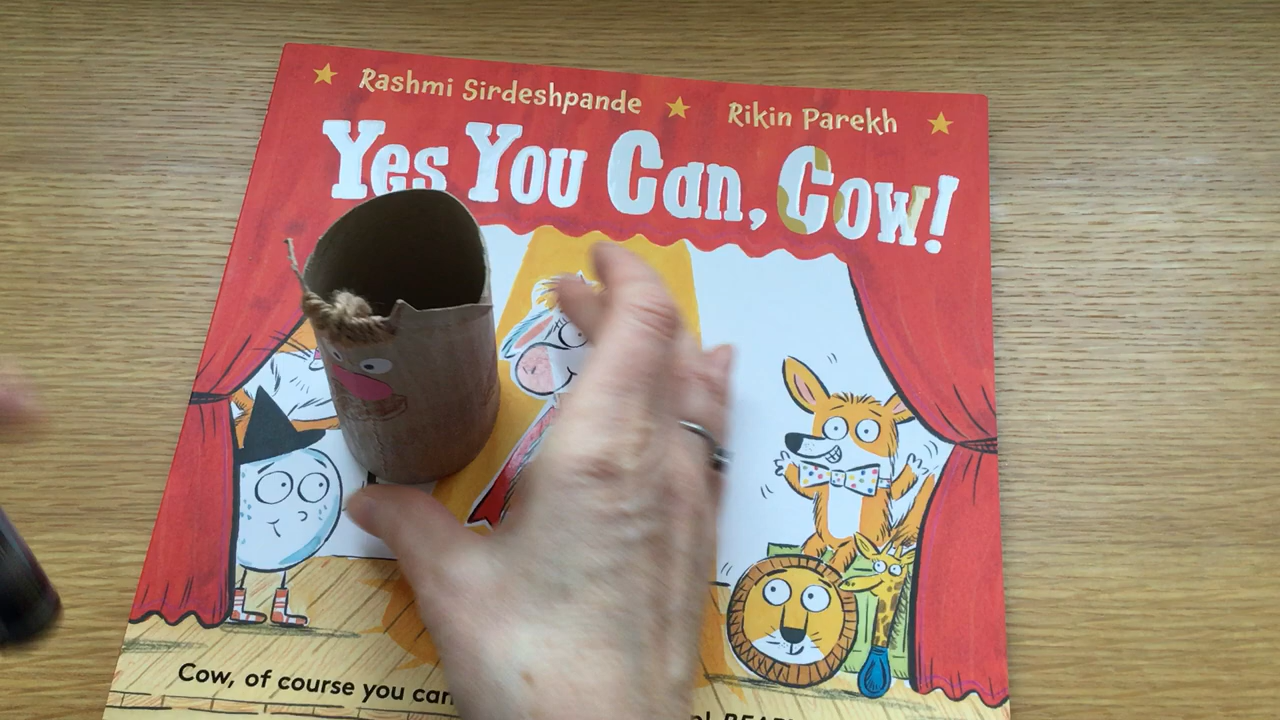 Rashmi Sirdeshpande Rikin Parekh
Yes You Can, Cow!
Cow, of course you can